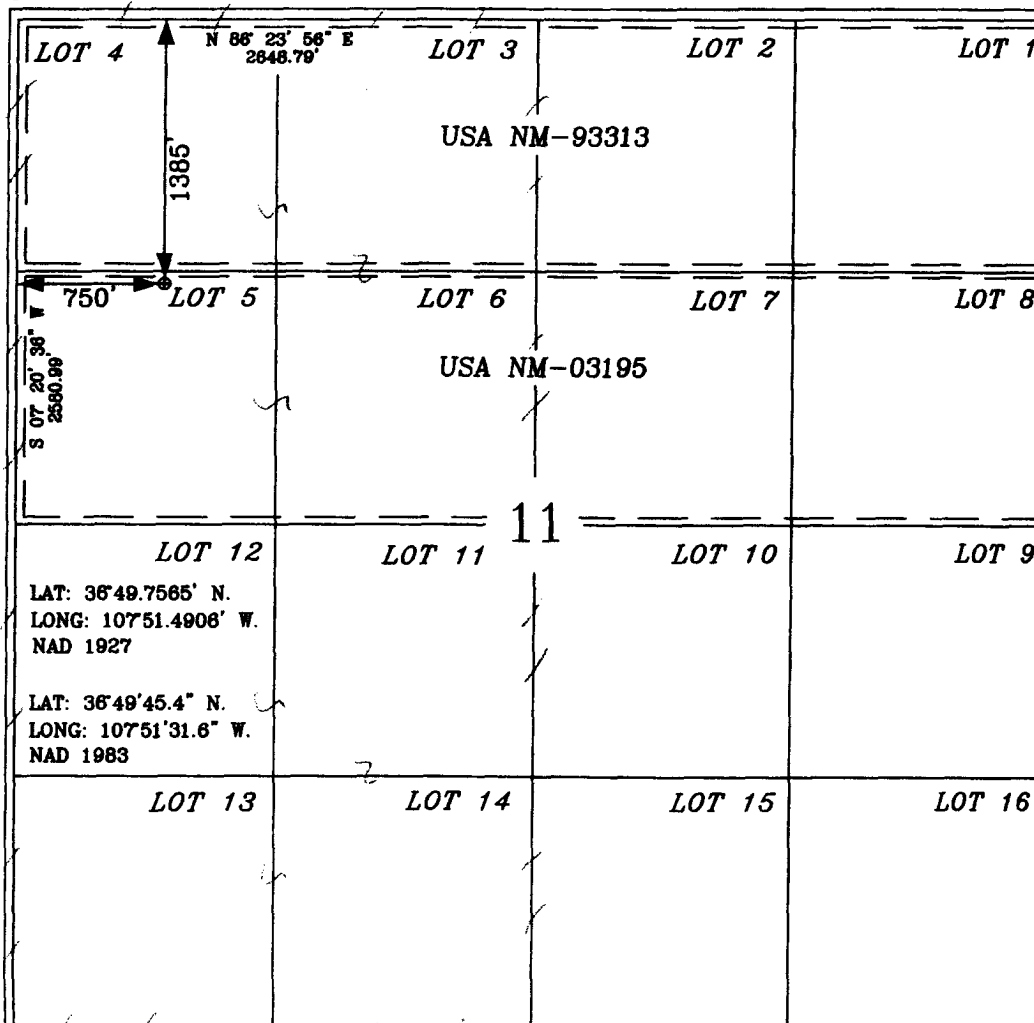 LOT 4
N 86° 23' 56" E
2648.79'
LOT 3
LOT 2
LOT 1
1385'
USA NM-93313
750'
LOT 5
LOT 6
LOT 7
LOT 8
S 07° 20' 36" W
2580.99'
USA NM-03195
11
LOT 12
LOT 11
LOT 10
LOT 9
LAT: 36°49.7565' N.
LONG: 107°51.4906' W.
NAD 1927
LAT: 36°49'45.4" N.
LONG: 107°51'31.6" W.
NAD 1983
LOT 13
LOT 14
LOT 15
LOT 16